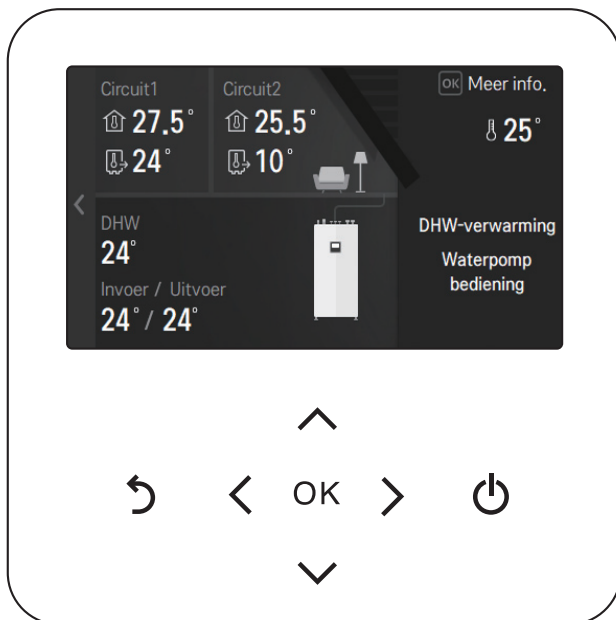 Circuit1
27.5°
24°
Circuit2
25.5°
10°
OK Meer info.
25°
DHW
24°
Invoer / Uitvoer
24° / 24°
DHW-verwarming
Waterpomp
bediening
OK